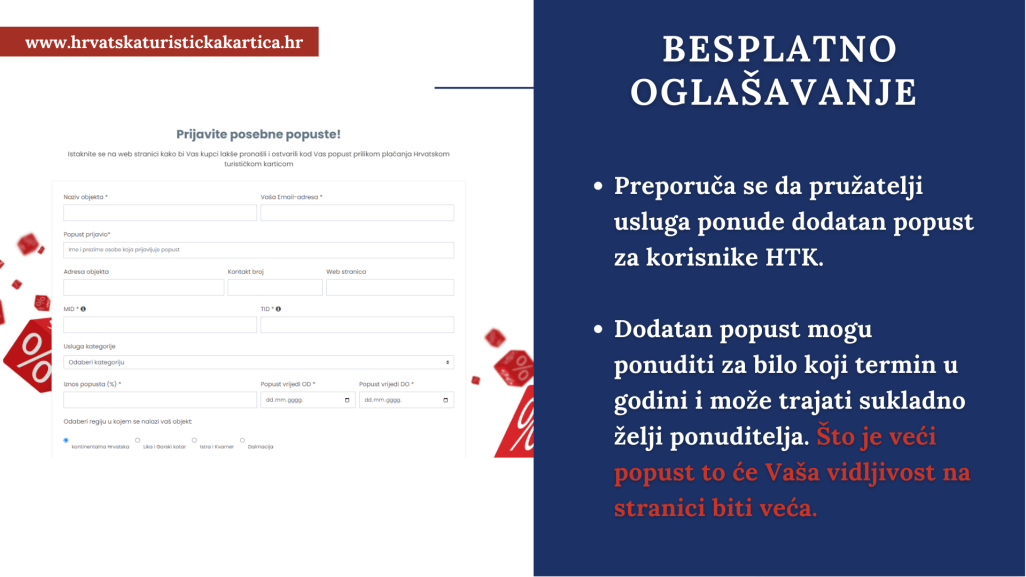 www.hrvatskaturistickakartica.hr
Prijavite posebne popuste!
Istaknite se na web stranici kako bi Vas kupci lakše pronašli i ostvarili kod Vas popust prilikom plaćanja Hrvatskom
turističkom karticom
Naziv objekta *
Vaša Email-adresa *
Popust prijavio*
Ime i prezime osobe koja prijavljuje popust
Adresa objekta
Kontakt broj
Web stranica
MID *
TID *
Usluga kategorije
Odaberi kategoriju
Iznos popusta (%) *
Popust vrijedi OD *
Popust vrijedi DO *
dd.mm.gggg.
dd.mm.gggg.
Odaberi regiju u kojem se nalazi vaš objekt:
Kontinentalna Hrvatska
Lika i Gorski kotar
Istra i Kvarner
Dalmacija
%
%
%
BESPLATNO
OGLAŠAVANJE
• Preporuča se da pružatelji
usluga ponude dodatan popust
za korisnike HTK.
• Dodatan popust mogu
ponuditi za bilo koji termin u
godini i može trajati sukladno
želji ponuditelja. Što je veći
popust to će Vaša vidljivost na
stranici biti veća.